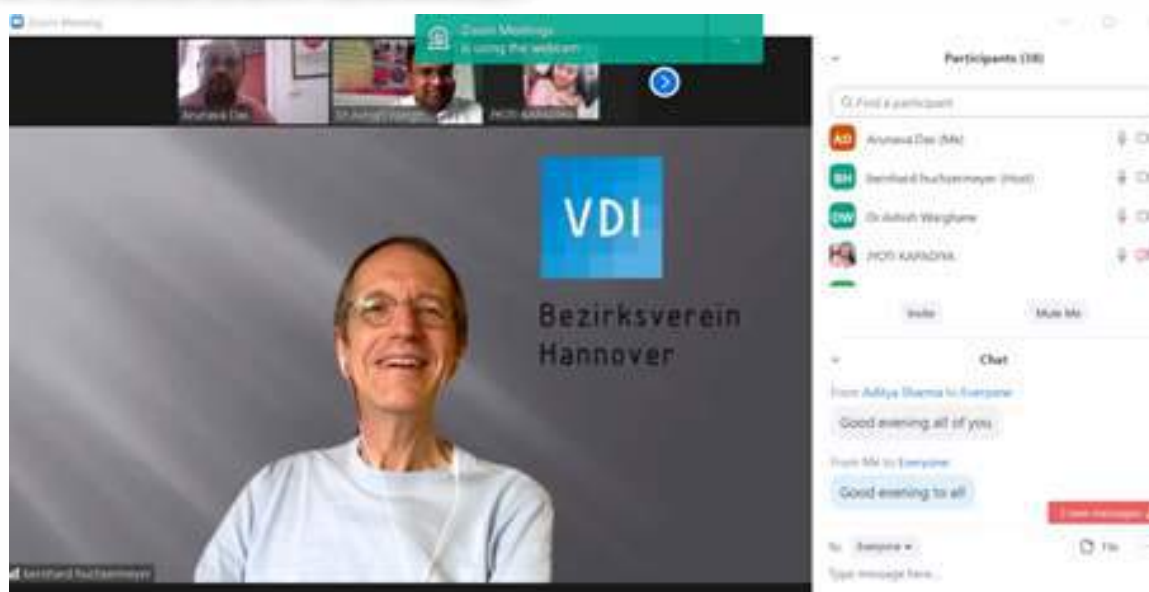 Zoom Meeting
Zoom Meetings
is using the webcam
Arunava Das
JYOTI KAPADIYA
VDI
Bezirksverein
Hannover
bernhard huchzermeyer
Participants (38)
Find a participant
AD Arunava Das (Me)
BH bernhard huchzermeyer (Host)
DW Dr Ashish Warghane
JYOTI KAPADIYA
Invite
Mute Me
Chat
From Aditya Sharma to Everyone
Good evening all of you
From Me to Everyone
Good evening to all
To: Everyone
File
Type message here...